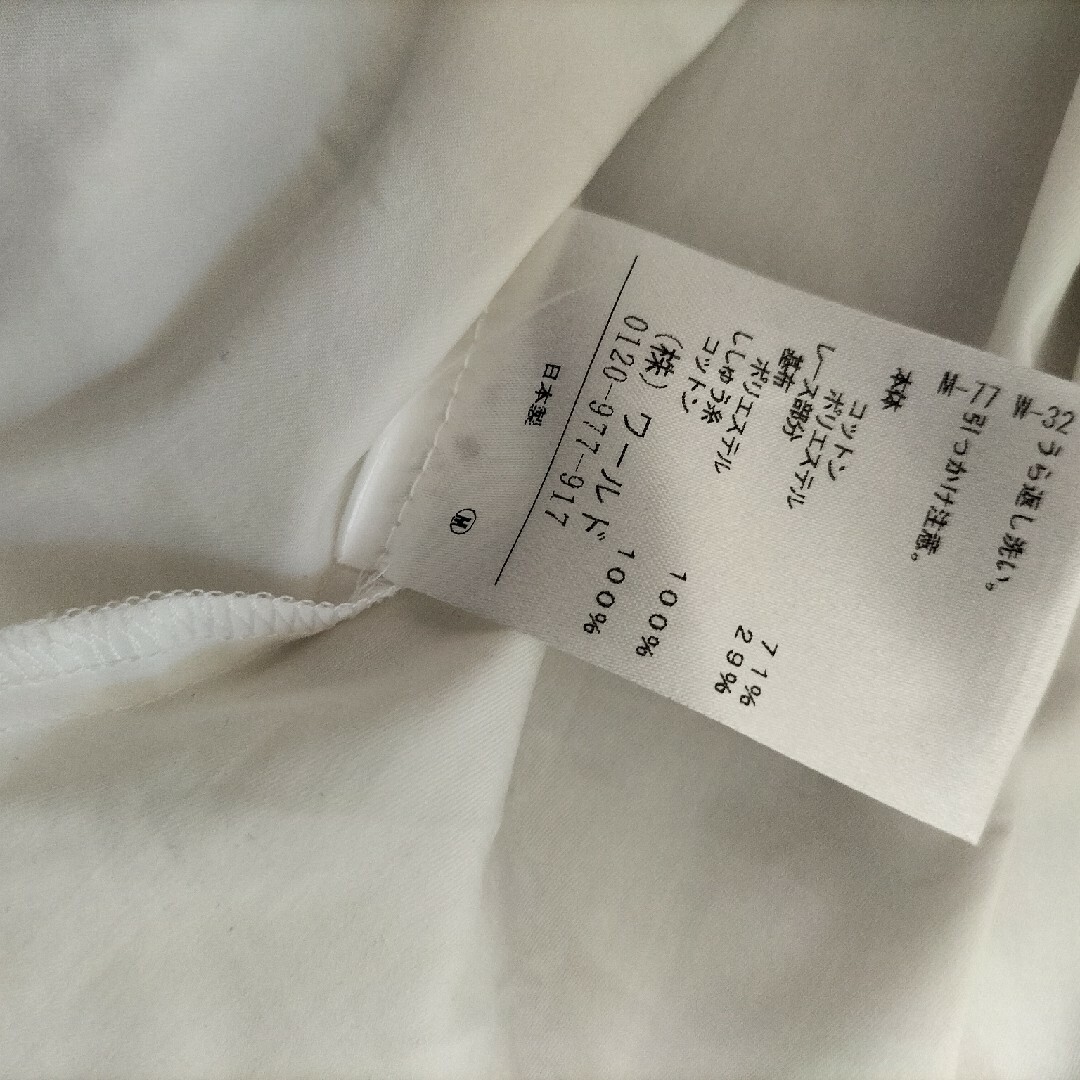 W-32 うら返し洗い。
W-77 引っかけ注意。
本体
コットン 71%
ポリエステル 29%
レース部分
基布
ポリエステル 100%
ししゅう糸
コットン 100%
(株) ワールド
0120-977-917
日本製
M